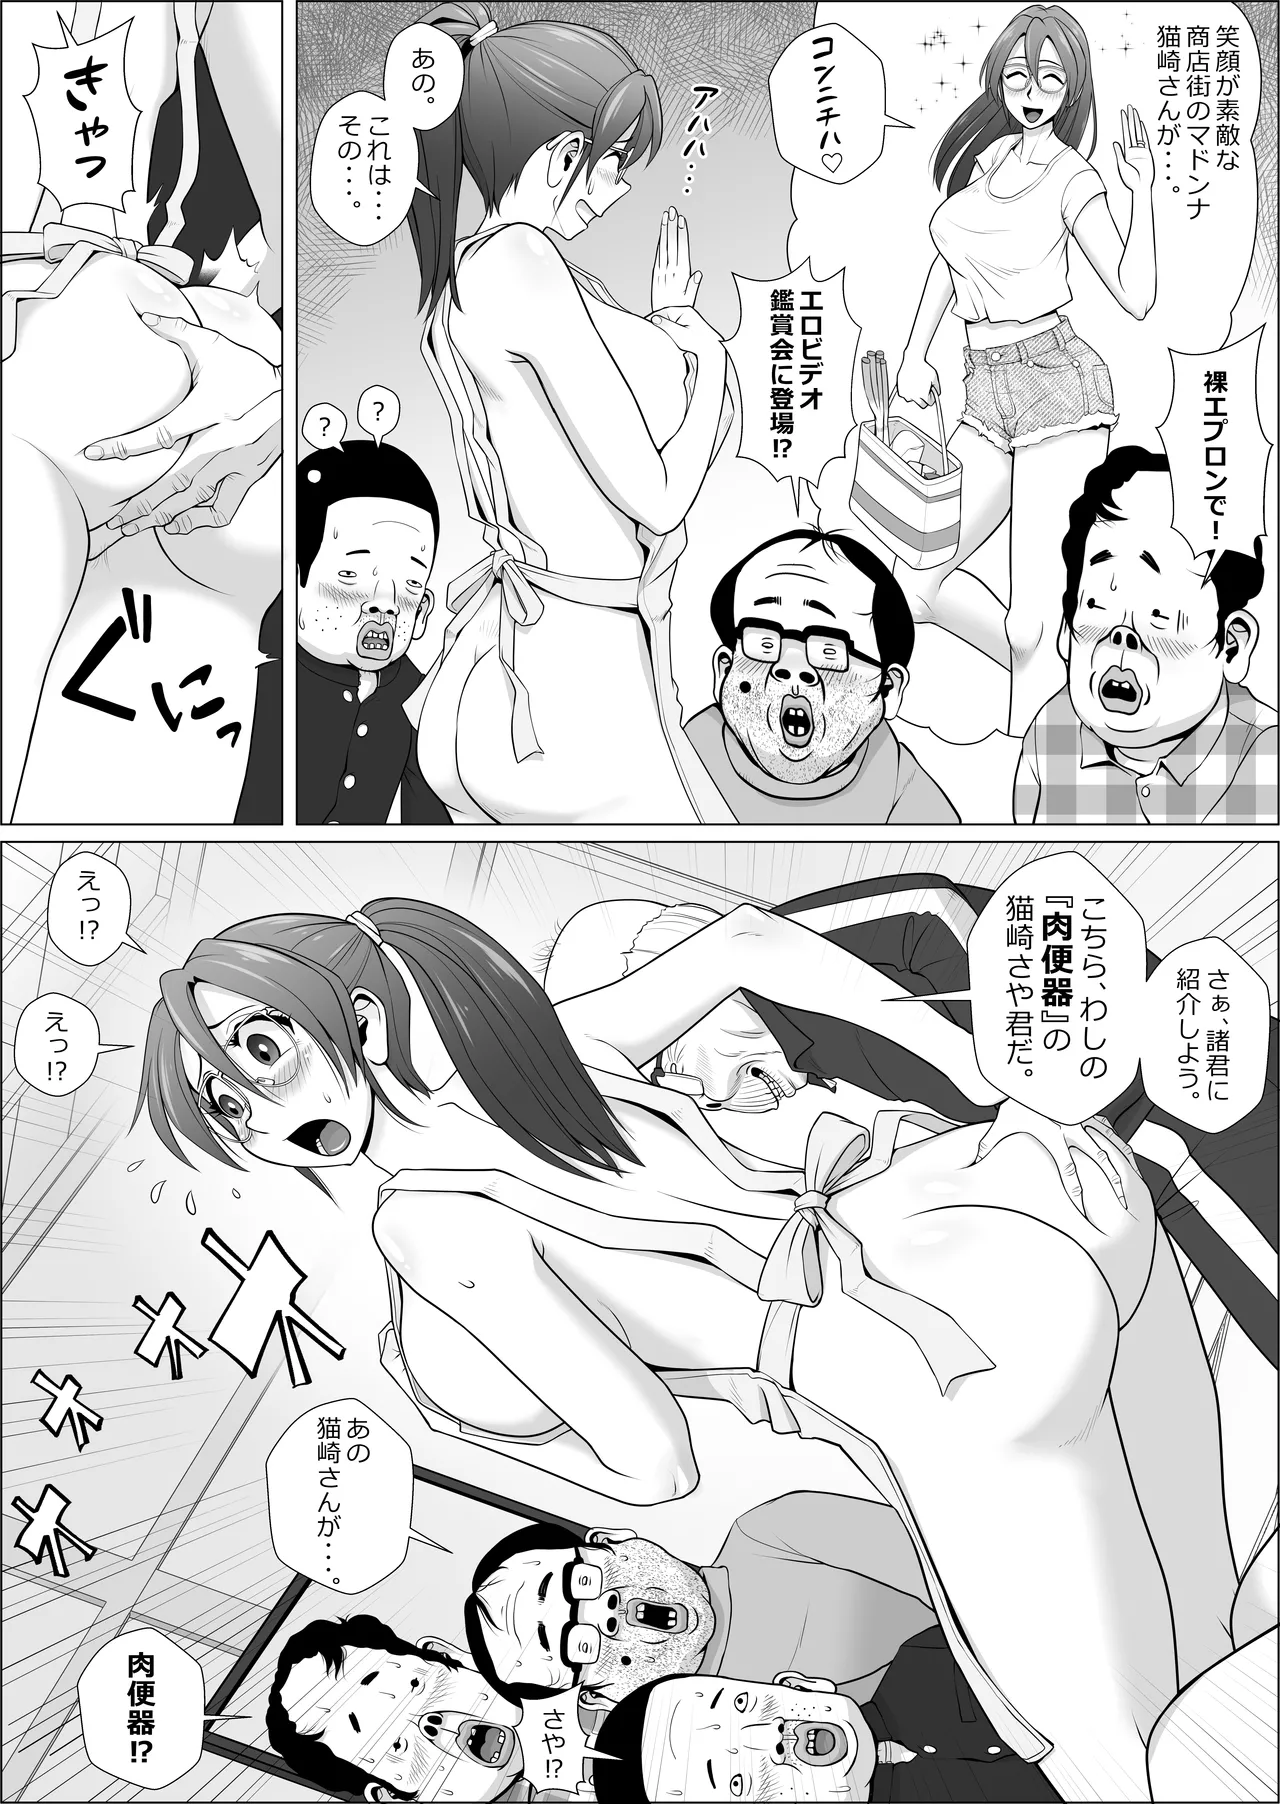 笑顔が素敵な
商店街のマドンナ
猫崎さんが・・・。
コンニチハ♡
裸エプロンで！
エロビデオ
鑑賞会に登場!?
アハハ・・・
あの。
これは・・・
その・・・。
？
？
きゃっ
ぐにっ
さぁ、諸君に
紹介しよう。
こちら、わしの
『肉便器』の
猫崎さや君だ。
えっ!?
えっ!?
ザ
ネ
ネ
ネ
あの
猫崎さんが・・・。
さや!?
肉便器!?